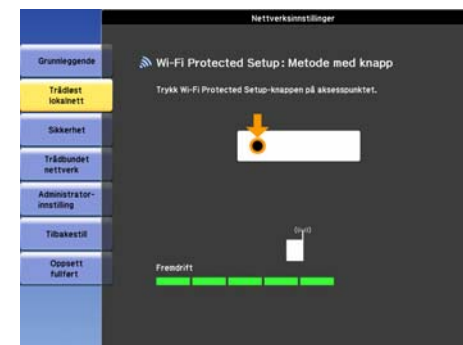 Nettverksinnstillinger
Grunnleggende
Trådløst
lokalnett
Sikkerhet
Trådbundet
nettverk
Administrator-
innstilling
Tilbakestill
Oppsett
fullført
Wi-Fi Protected Setup: Metode med knapp
Trykk Wi-Fi Protected Setup-knappen på aksesspunktet.
Fremdrift